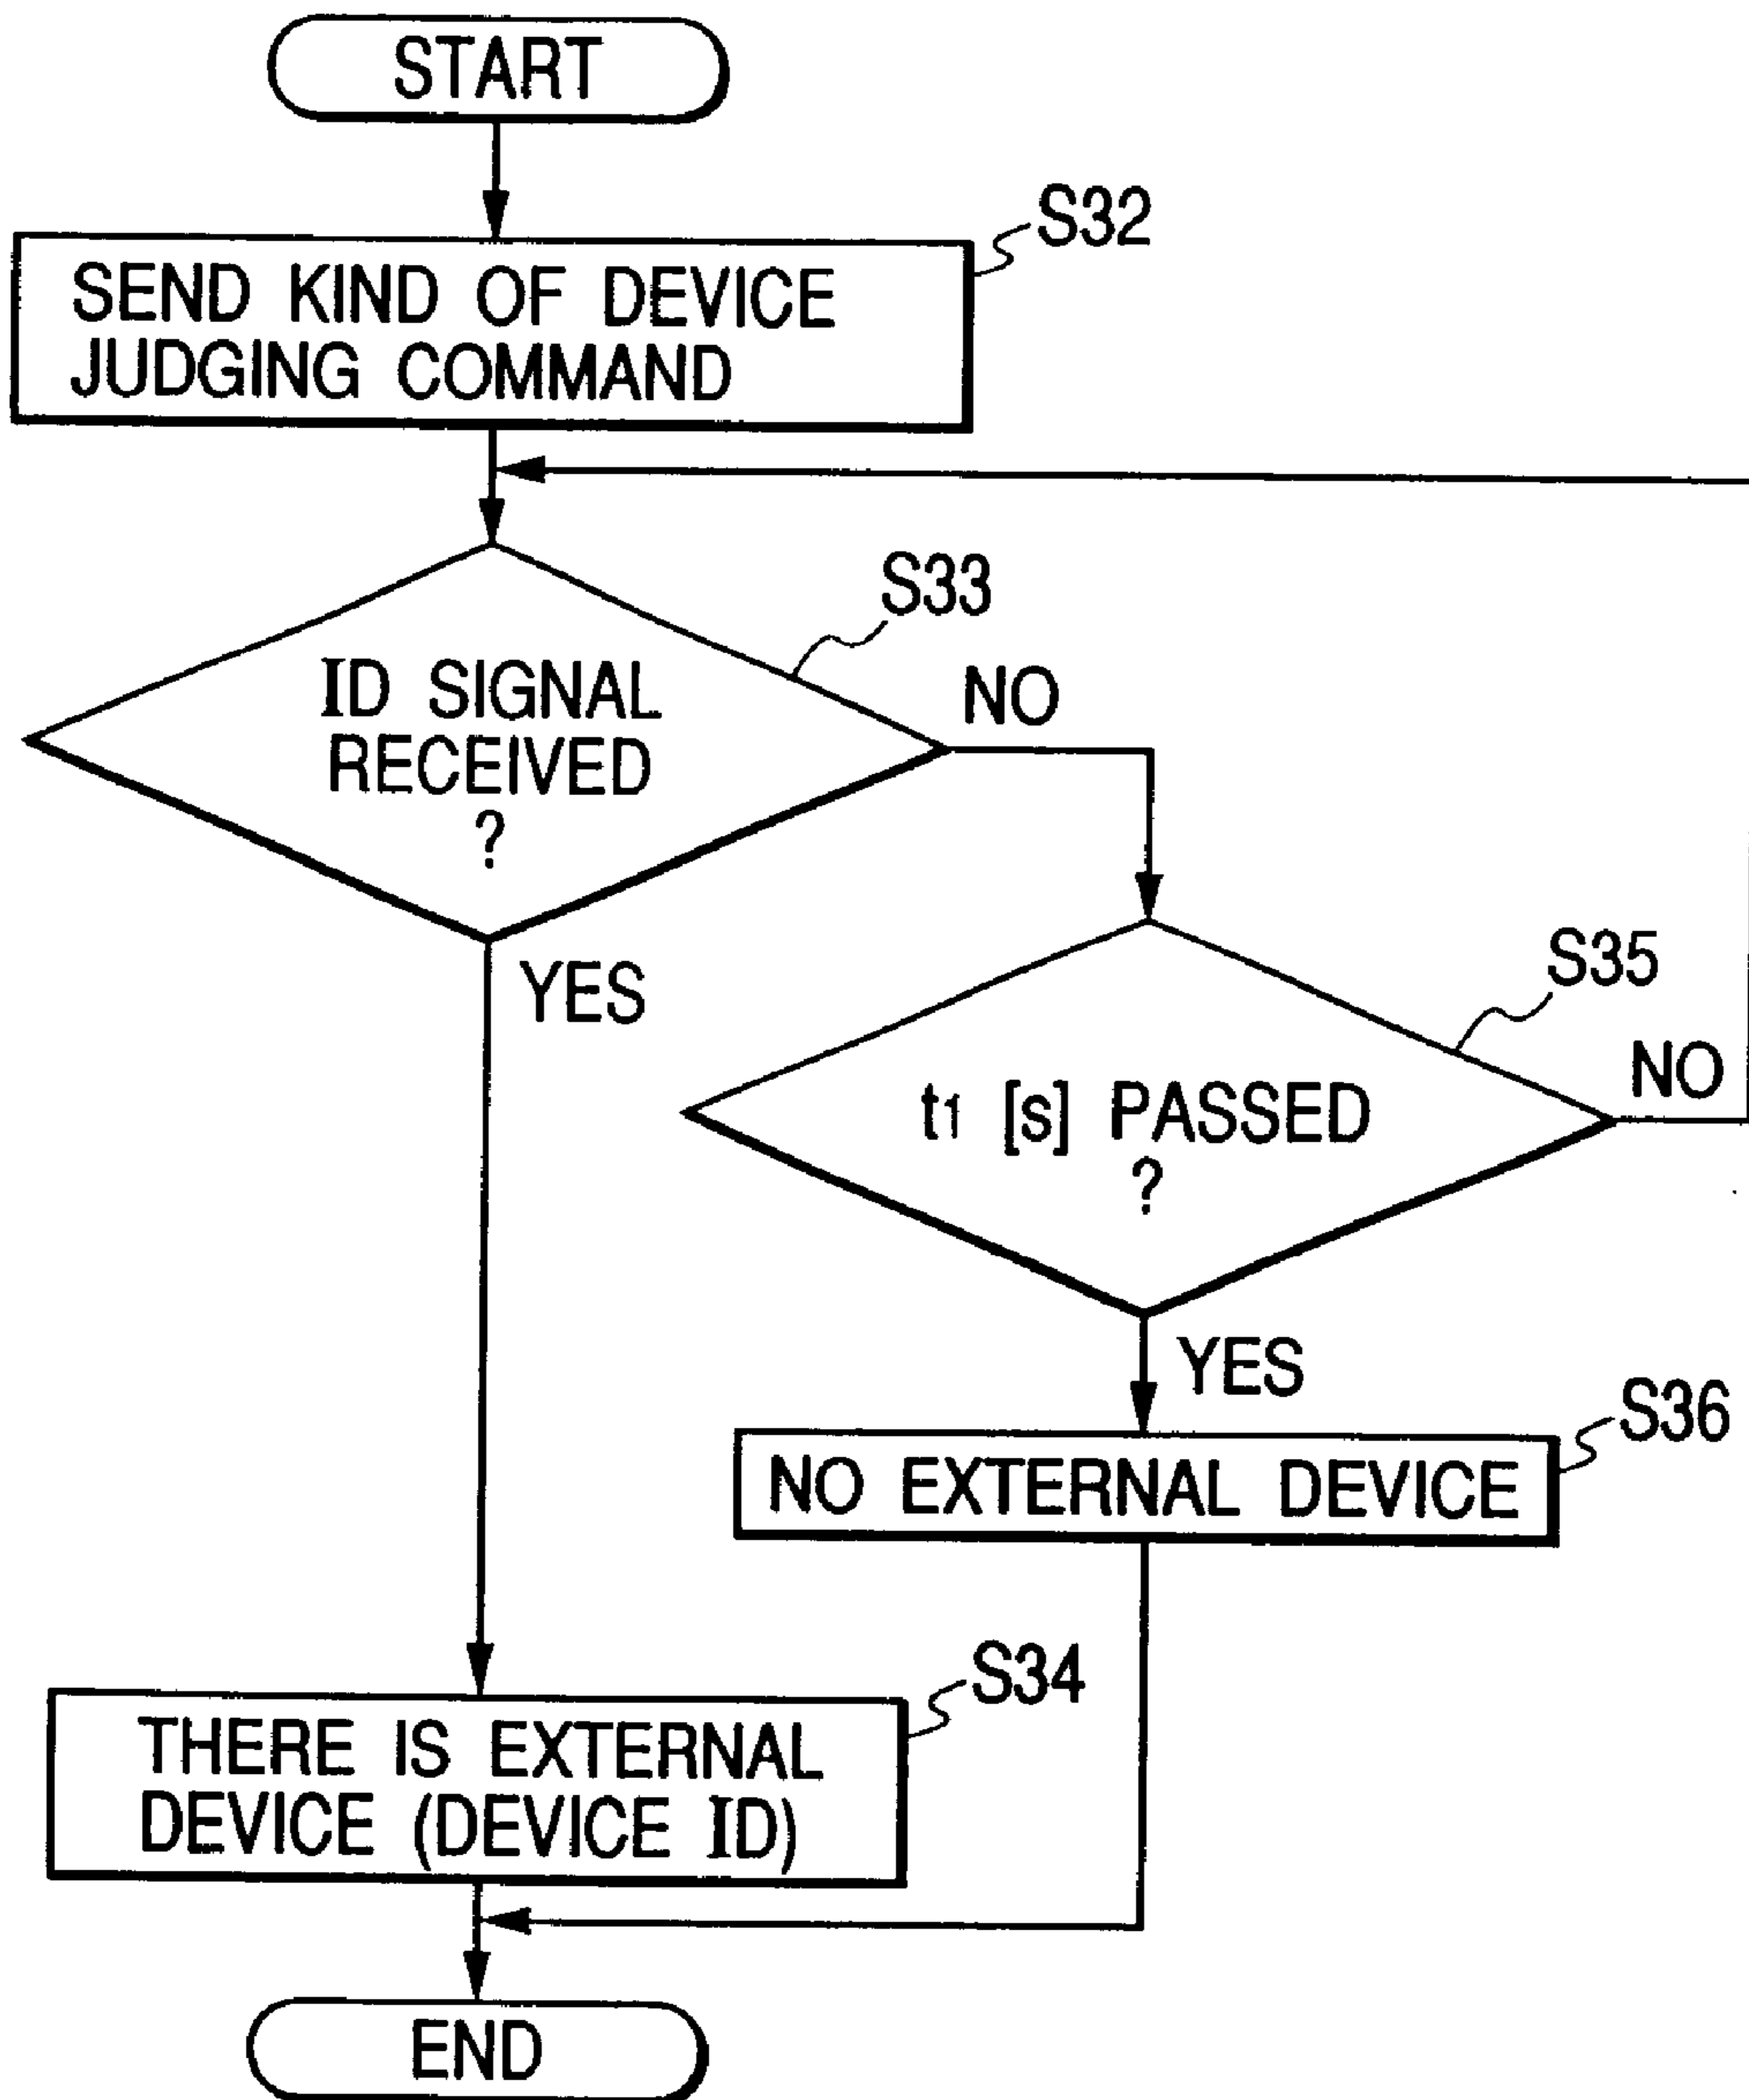 START
S32
SEND KIND OF DEVICE
JUDGING COMMAND
S33
ID SIGNAL
RECEIVED
?
NO
YES
S35
t1 [s] PASSED
?
NO
YES
S36
NO EXTERNAL DEVICE
S34
THERE IS EXTERNAL
DEVICE (DEVICE ID)
END